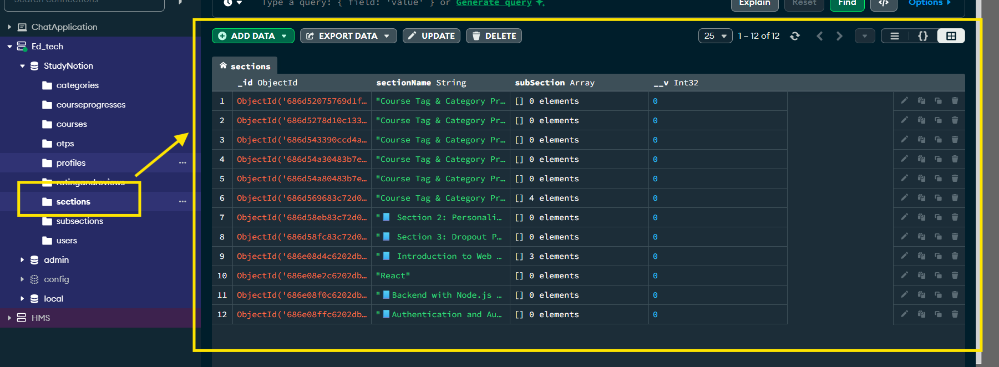 Search connections
Type a query: { field: 'value' } or Generate query
Explain
Reset
Find
</>
Options
ChatApplication
Ed_tech
StudyNotion
categories
courseprogresses
courses
otps
profiles
ratingandreviews
sections
subsections
users
admin
config
local
HMS
ADD DATA
EXPORT DATA
UPDATE
DELETE
25
1 – 12 of 12
{}
sections
_id ObjectId
sectionName String
subSection Array
__v Int32
1 ObjectId('686d52075769d1f… "Course Tag & Category Pr… [] 0 elements 0
2 ObjectId('686d5278d10c133… "Course Tag & Category Pr… [] 0 elements 0
3 ObjectId('686d543390ccd4a… "Course Tag & Category Pr… [] 0 elements 0
4 ObjectId('686d54a30483b7e… "Course Tag & Category Pr… [] 0 elements 0
5 ObjectId('686d54a80483b7e… "Course Tag & Category Pr… [] 0 elements 0
6 ObjectId('686d569683c72d0… "Course Tag & Category Pr… [] 4 elements 0
7 ObjectId('686d58eb83c72d0… "📘 Section 2: Personali… [] 0 elements 0
8 ObjectId('686d58fc83c72d0… "📘 Section 3: Dropout P… [] 0 elements 0
9 ObjectId('686e08d4c6202db… "📘 Introduction to Web … [] 3 elements 0
10 ObjectId('686e08e2c6202db… "React" [] 0 elements 0
11 ObjectId('686e08f0c6202db… "📘Backend with Node.js … [] 0 elements 0
12 ObjectId('686e08ffc6202db… "📘Authentication and Au… [] 0 elements 0